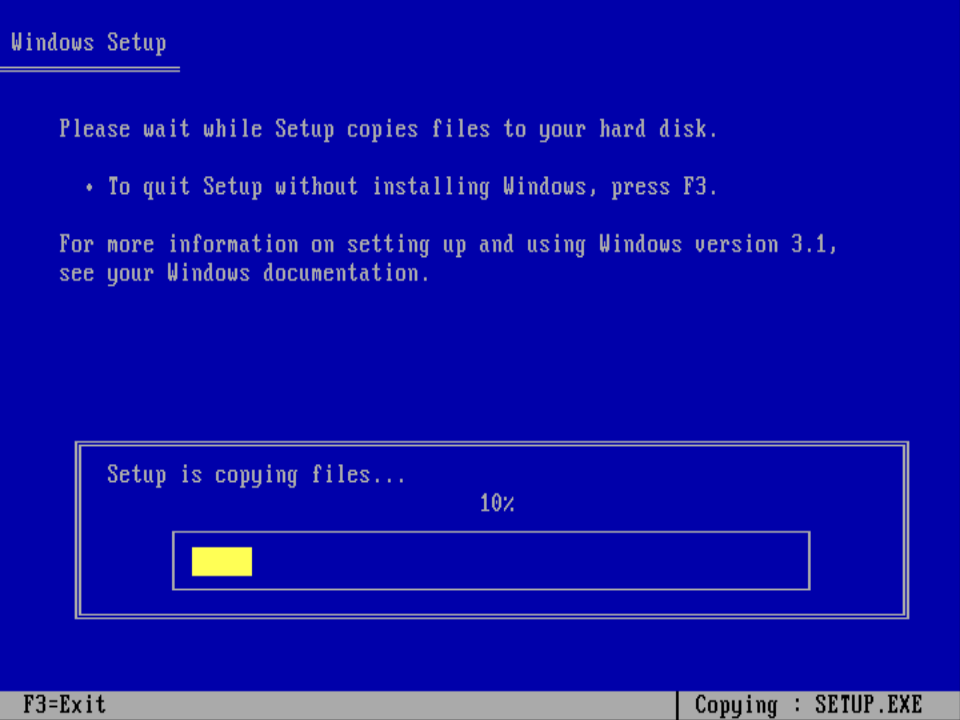 Windows Setup
Please wait while Setup copies files to your hard disk.
• To quit Setup without installing Windows, press F3.
For more information on setting up and using Windows version 3.1,
see your Windows documentation.
Setup is copying files...
10%
F3=Exit
Copying : SETUP.EXE